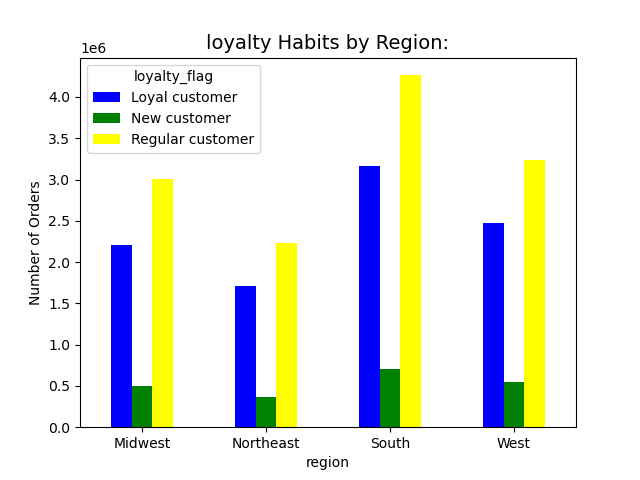 loyalty Habits by Region:
1e6
loyalty_flag
Loyal customer
New customer
Regular customer
4.0
3.5
3.0
2.5
2.0
1.5
1.0
0.5
0.0
Number of Orders
Midwest Northeast South West
region